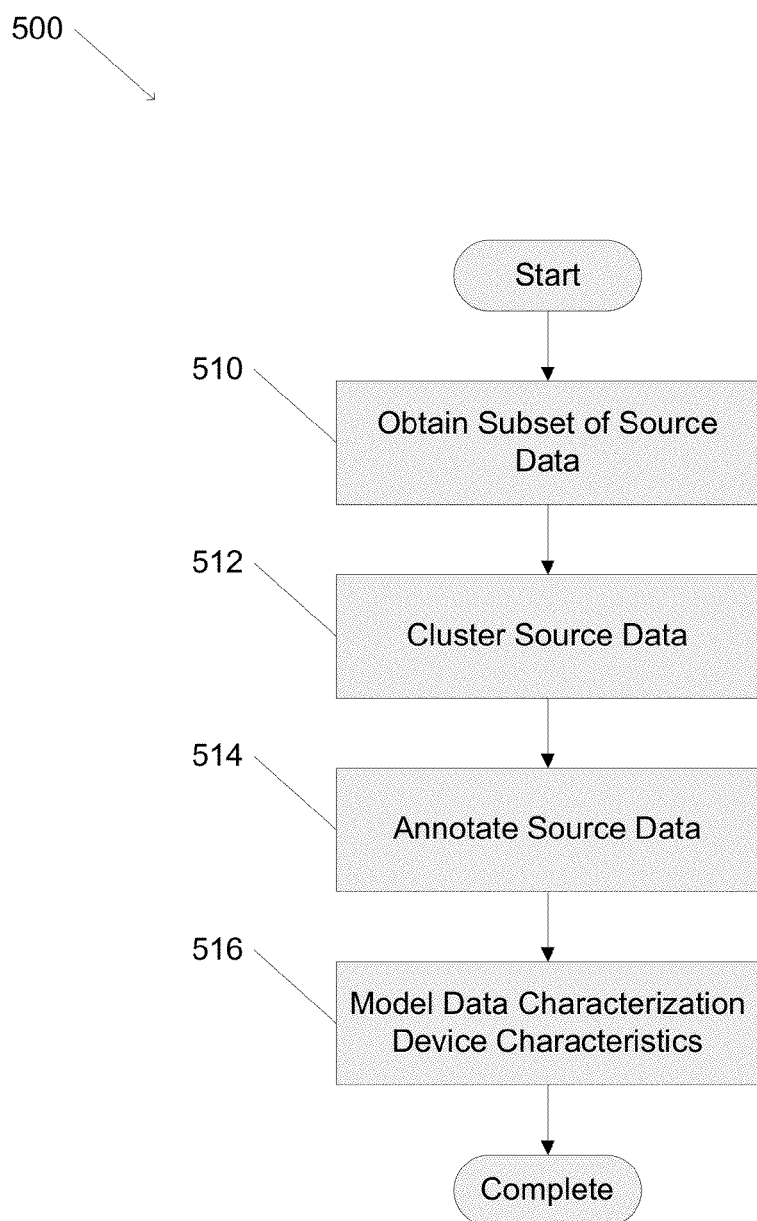 500
Start
510
Obtain Subset of Source
Data
512
Cluster Source Data
514
Annotate Source Data
516
Model Data Characterization
Device Characteristics
Complete